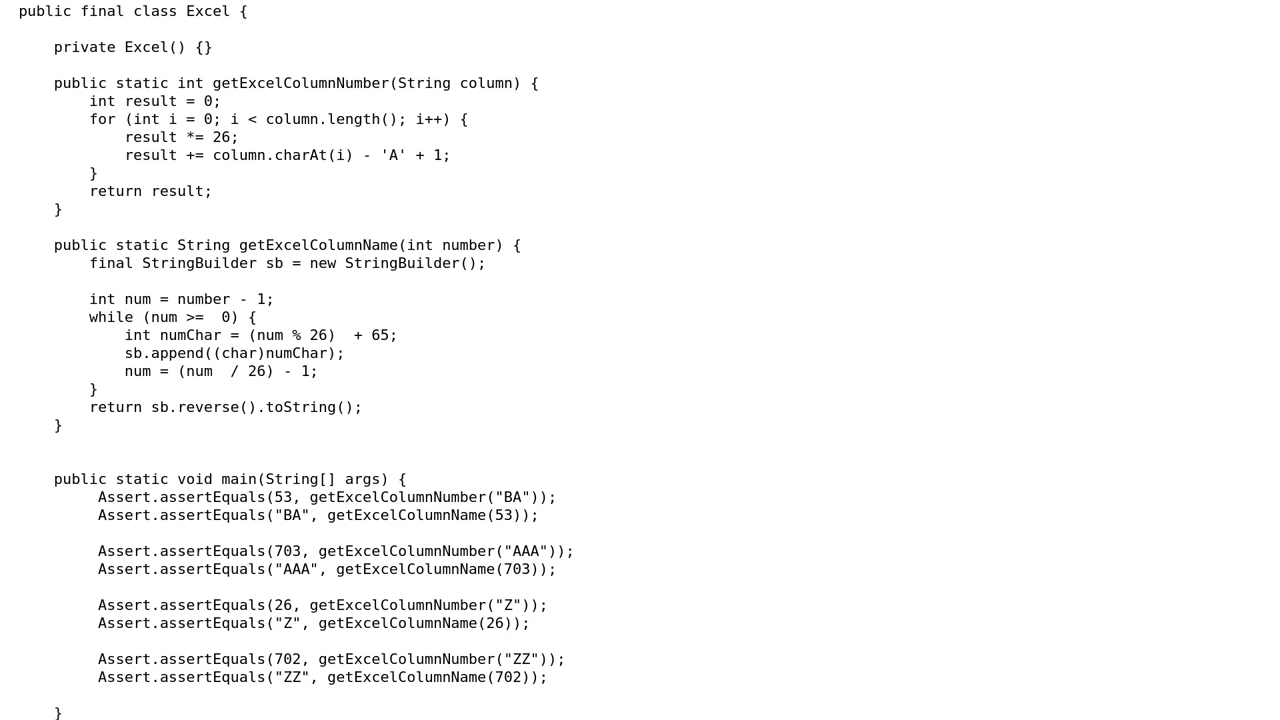 public final class Excel {
    private Excel() {}
    public static int getExcelColumnNumber(String column) {
        int result = 0;
        for (int i = 0; i < column.length(); i++) {
            result *= 26;
            result += column.charAt(i) - 'A' + 1;
        }
        return result;
    }
    public static String getExcelColumnName(int number) {
        final StringBuilder sb = new StringBuilder();
        int num = number - 1;
        while (num >=  0) {
            int numChar = (num % 26)  + 65;
            sb.append((char)numChar);
            num = (num  / 26) - 1;
        }
        return sb.reverse().toString();
    }
    public static void main(String[] args) {
         Assert.assertEquals(53, getExcelColumnNumber("BA"));
         Assert.assertEquals("BA", getExcelColumnName(53));
         Assert.assertEquals(703, getExcelColumnNumber("AAA"));
         Assert.assertEquals("AAA", getExcelColumnName(703));
         Assert.assertEquals(26, getExcelColumnNumber("Z"));
         Assert.assertEquals("Z", getExcelColumnName(26));
         Assert.assertEquals(702, getExcelColumnNumber("ZZ"));
         Assert.assertEquals("ZZ", getExcelColumnName(702));
    }